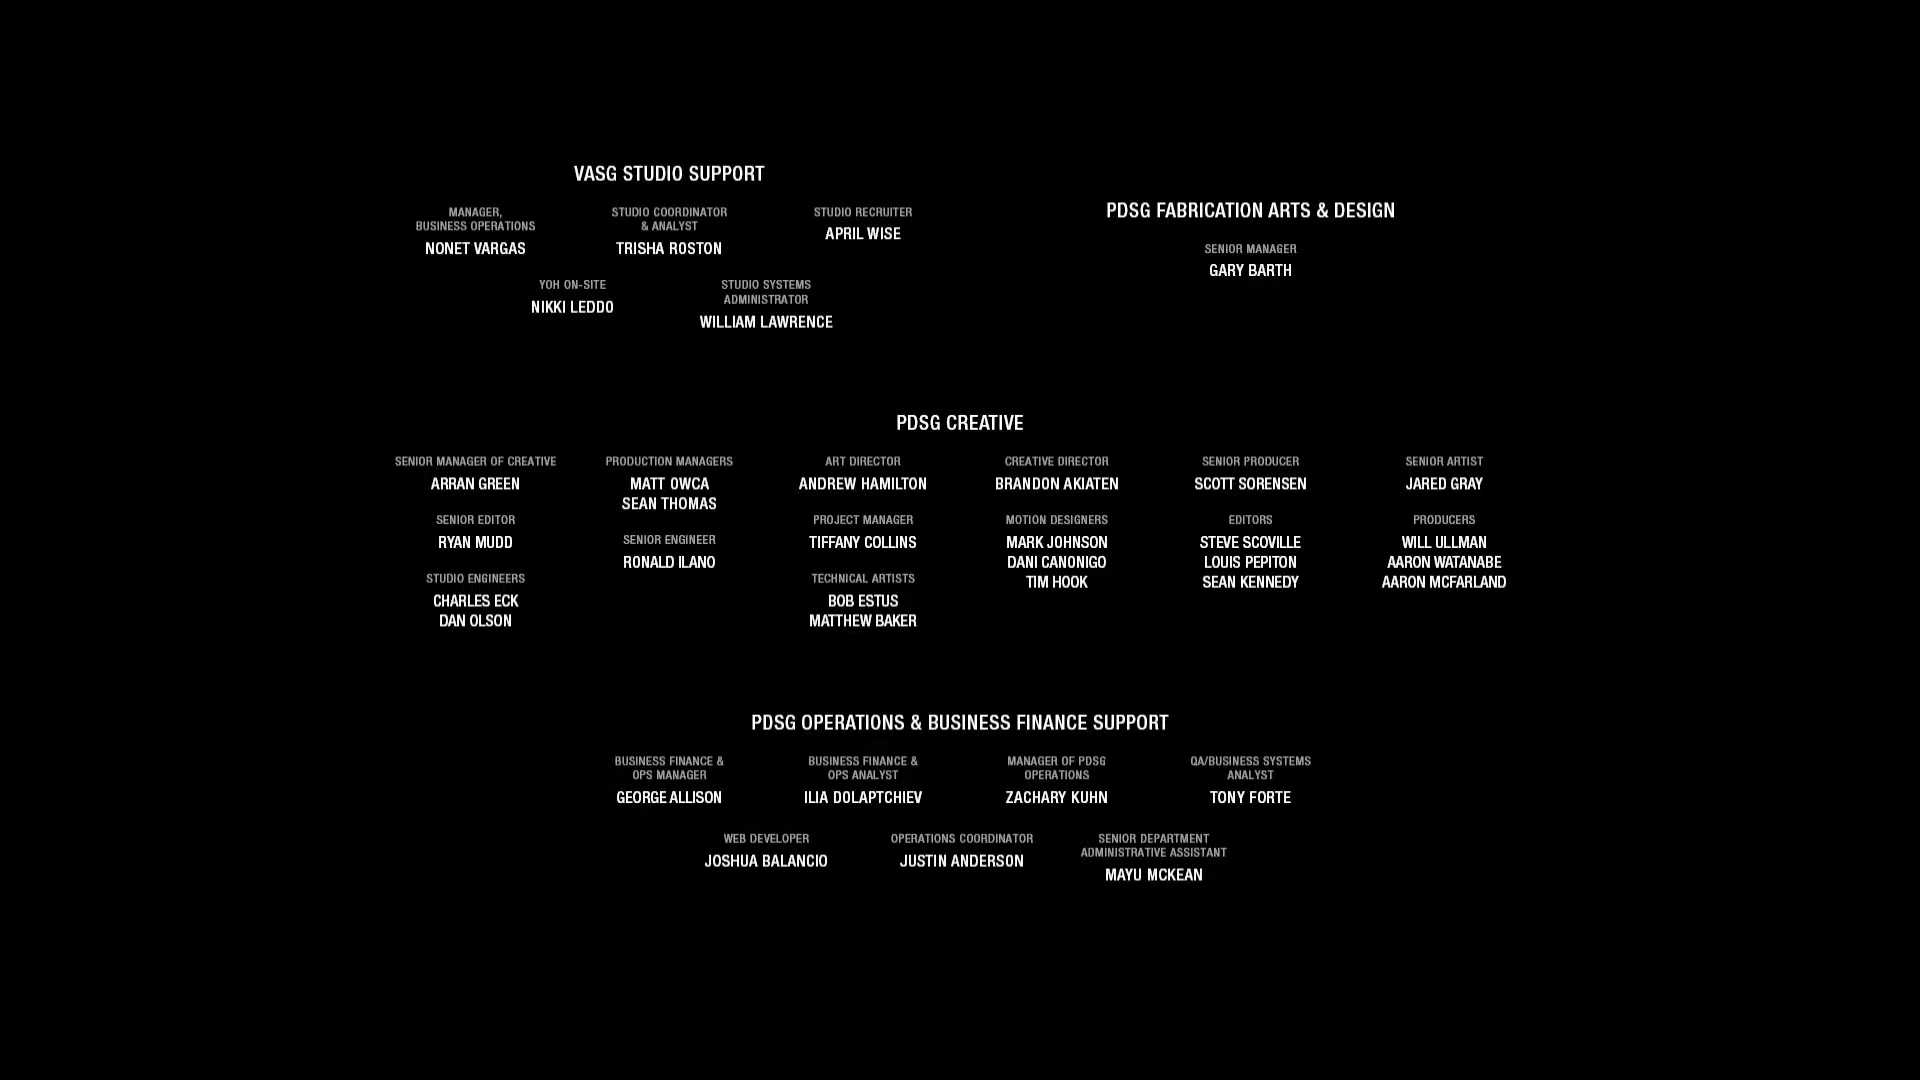 VASG STUDIO SUPPORT
MANAGER,
BUSINESS OPERATIONS
NONET VARGAS
STUDIO COORDINATOR
& ANALYST
TRISHA ROSTON
STUDIO RECRUITER
APRIL WISE
YOH ON-SITE
NIKKI LEDDO
STUDIO SYSTEMS
ADMINISTRATOR
WILLIAM LAWRENCE
PDSG FABRICATION ARTS & DESIGN
SENIOR MANAGER
GARY BARTH
PDSG CREATIVE
SENIOR MANAGER OF CREATIVE
ARRAN GREEN
SENIOR EDITOR
RYAN MUDD
STUDIO ENGINEERS
CHARLES ECK
DAN OLSON
PRODUCTION MANAGERS
MATT OWCA
SEAN THOMAS
SENIOR ENGINEER
RONALD ILANO
ART DIRECTOR
ANDREW HAMILTON
PROJECT MANAGER
TIFFANY COLLINS
TECHNICAL ARTISTS
BOB ESTUS
MATTHEW BAKER
CREATIVE DIRECTOR
BRANDON AKIATEN
MOTION DESIGNERS
MARK JOHNSON
DANI CANONIGO
TIM HOOK
SENIOR PRODUCER
SCOTT SORENSEN
EDITORS
STEVE SCOVILLE
LOUIS PEPITON
SEAN KENNEDY
SENIOR ARTIST
JARED GRAY
PRODUCERS
WILL ULLMAN
AARON WATANABE
AARON MCFARLAND
PDSG OPERATIONS & BUSINESS FINANCE SUPPORT
BUSINESS FINANCE &
OPS MANAGER
GEORGE ALLISON
BUSINESS FINANCE &
OPS ANALYST
ILIA DOLAPTCHIEV
MANAGER OF PDSG
OPERATIONS
ZACHARY KUHN
QA/BUSINESS SYSTEMS
ANALYST
TONY FORTE
WEB DEVELOPER
JOSHUA BALANCIO
OPERATIONS COORDINATOR
JUSTIN ANDERSON
SENIOR DEPARTMENT
ADMINISTRATIVE ASSISTANT
MAYU MCKEAN